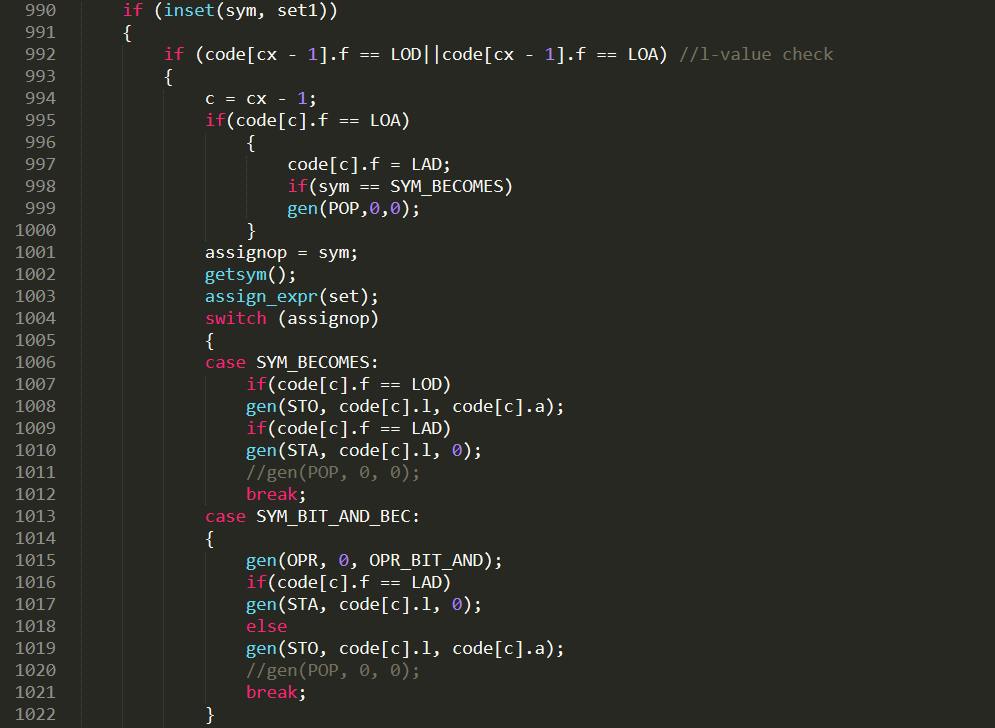 990 if (inset(sym, set1))
991 {
992 if (code[cx - 1].f == LOD||code[cx - 1].f == LOA) //l-value check
993 {
994 c = cx - 1;
995 if(code[c].f == LOA)
996 {
997 code[c].f = LAD;
998 if(sym == SYM_BECOMES)
999 gen(POP,0,0);
1000 }
1001 assignop = sym;
1002 getsym();
1003 assign_expr(set);
1004 switch (assignop)
1005 {
1006 case SYM_BECOMES:
1007 if(code[c].f == LOD)
1008 gen(STO, code[c].l, code[c].a);
1009 if(code[c].f == LAD)
1010 gen(STA, code[c].l, 0);
1011 //gen(POP, 0, 0);
1012 break;
1013 case SYM_BIT_AND_BEC:
1014 {
1015 gen(OPR, 0, OPR_BIT_AND);
1016 if(code[c].f == LAD)
1017 gen(STA, code[c].l, 0);
1018 else
1019 gen(STO, code[c].l, code[c].a);
1020 //gen(POP, 0, 0);
1021 break;
1022 }